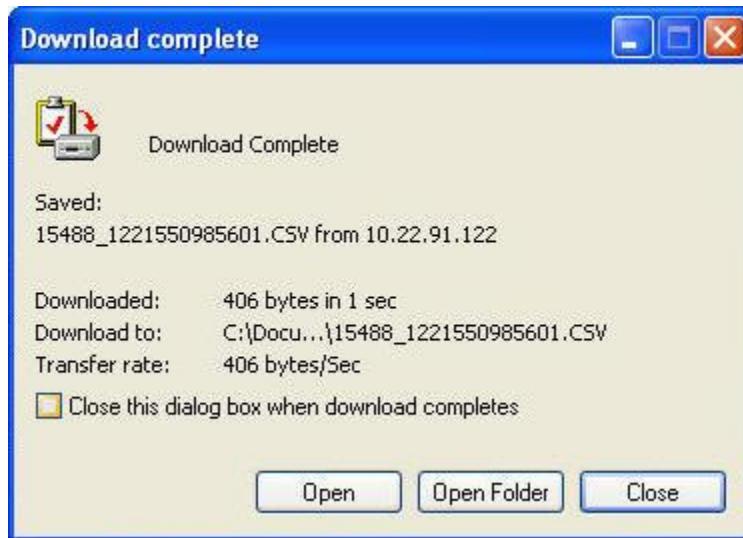 Download complete
Download Complete
Saved:
15488_1221550985601.CSV from 10.22.91.122
Downloaded: 406 bytes in 1 sec
Download to: C:\Docu...\15488_1221550985601.CSV
Transfer rate: 406 bytes/Sec
Close this dialog box when download completes
Open Open Folder Close